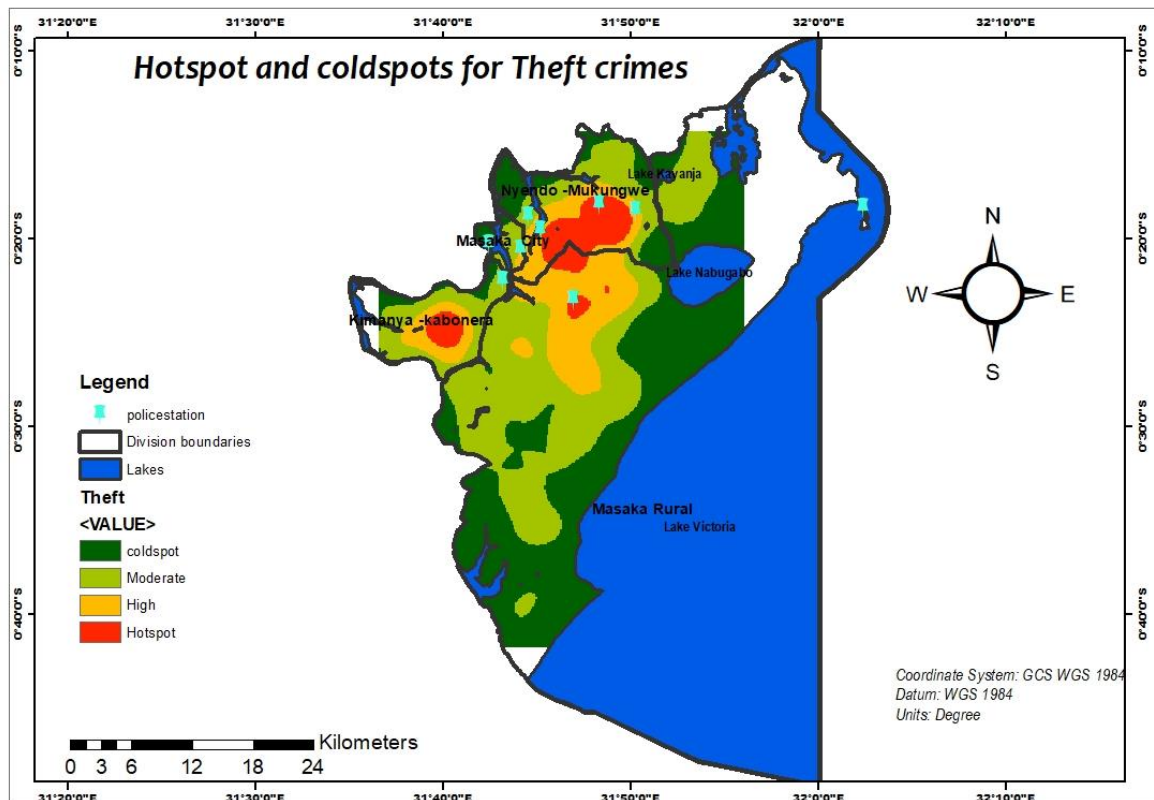 31°20'0"E 31°30'0"E 31°40'0"E 31°50'0"E 32°0'0"E 32°10'0"E
Hotspot and coldspots for Theft crimes
0°10'0"S
0°10'0"S
Lake Kayanja
Nyendo -Mukungwe
0°20'0"S
Masaka City
0°20'0"S
Lake Nabugabo
N
W
E
S
Kimanya -kabonera
Legend
policestation
Division boundaries
Lakes
0°30'0"S
0°30'0"S
Theft
<VALUE>
coldspot
Moderate
High
Hotspot
Masaka Rural
Lake Victoria
0°40'0"S
0°40'0"S
Coordinate System: GCS WGS 1984
Datum: WGS 1984
Units: Degree
Kilometers
0 3 6 12 18 24
31°20'0"E 31°30'0"E 31°40'0"E 31°50'0"E 32°0'0"E 32°10'0"E